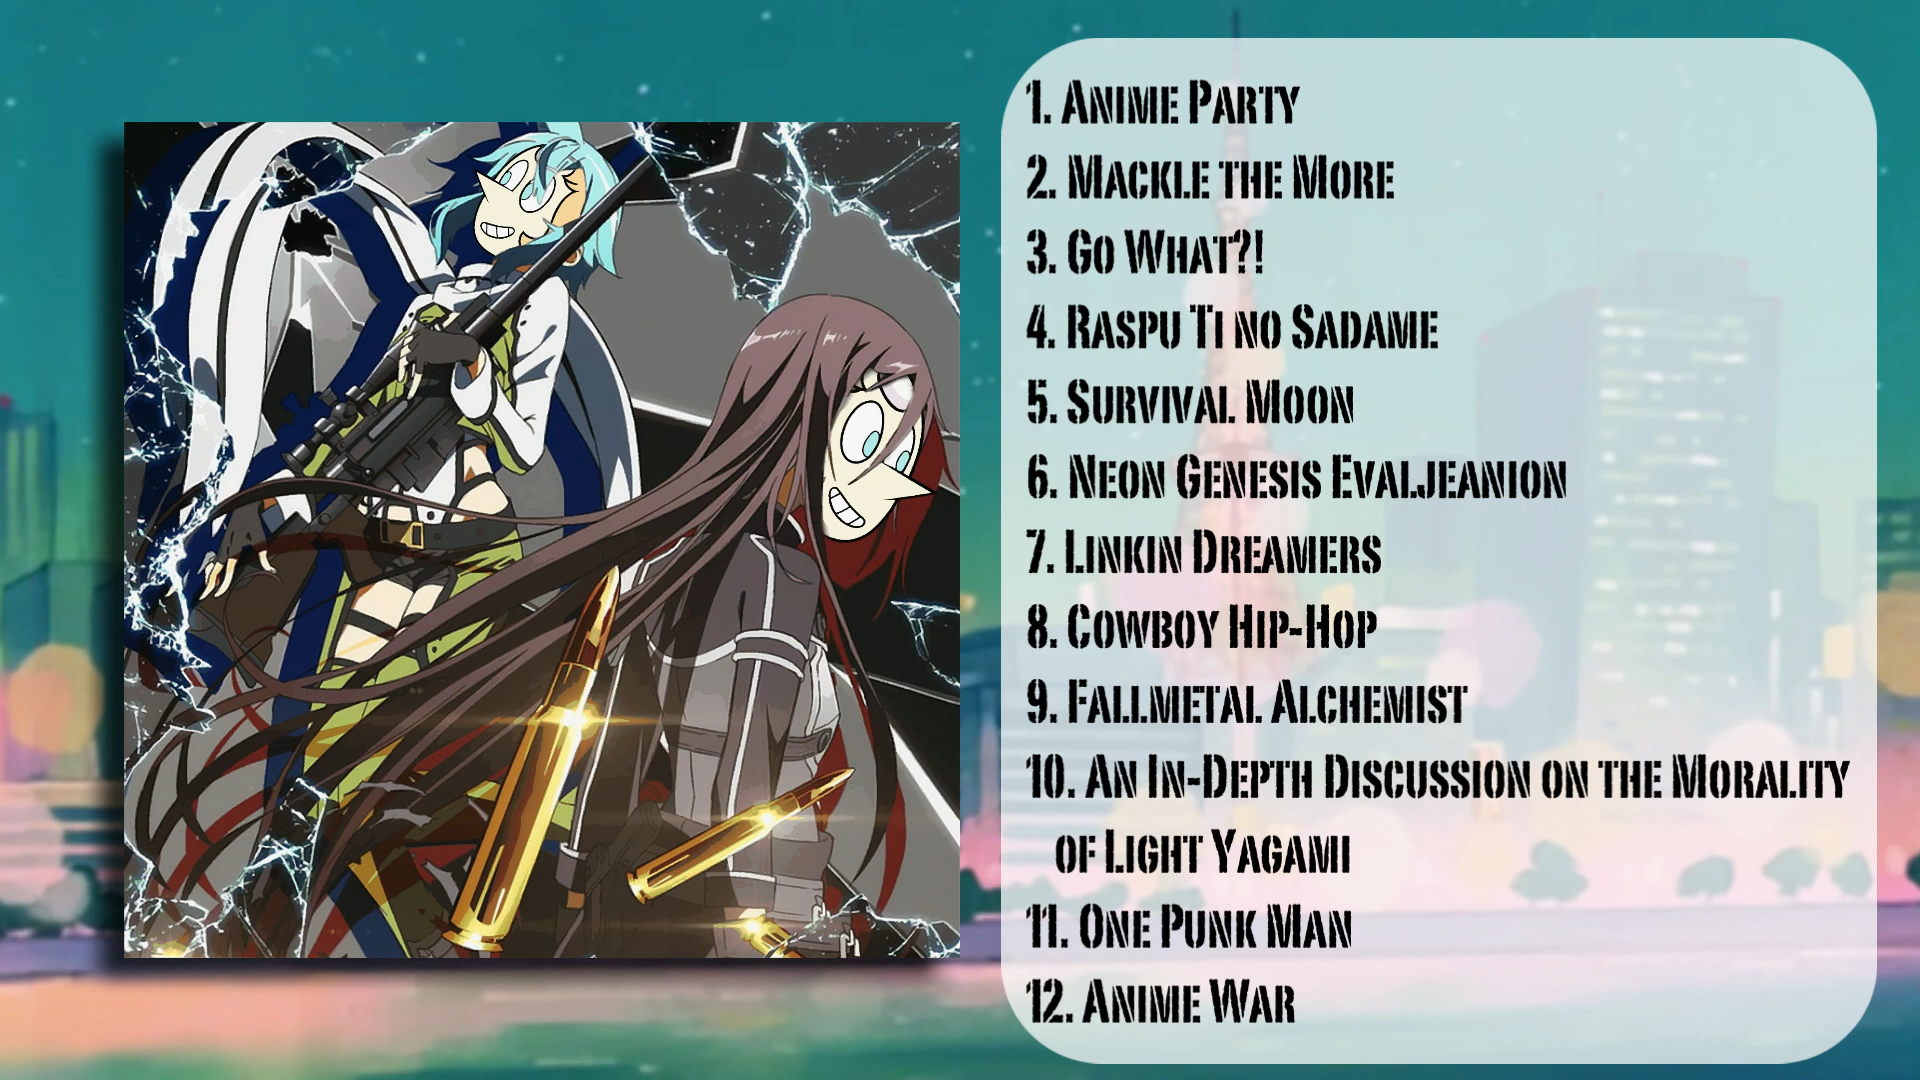 1. Anime Party
2. Mackle the More
3. Go What?!
4. Raspu Ti no Sadame
5. Survival Moon
6. Neon Genesis Evaljeanion
7. Linkin Dreamers
8. Cowboy Hip-Hop
9. Fallmetal Alchemist
10. An In-Depth Discussion on the Morality
of Light Yagami
11. One Punk Man
12. Anime War